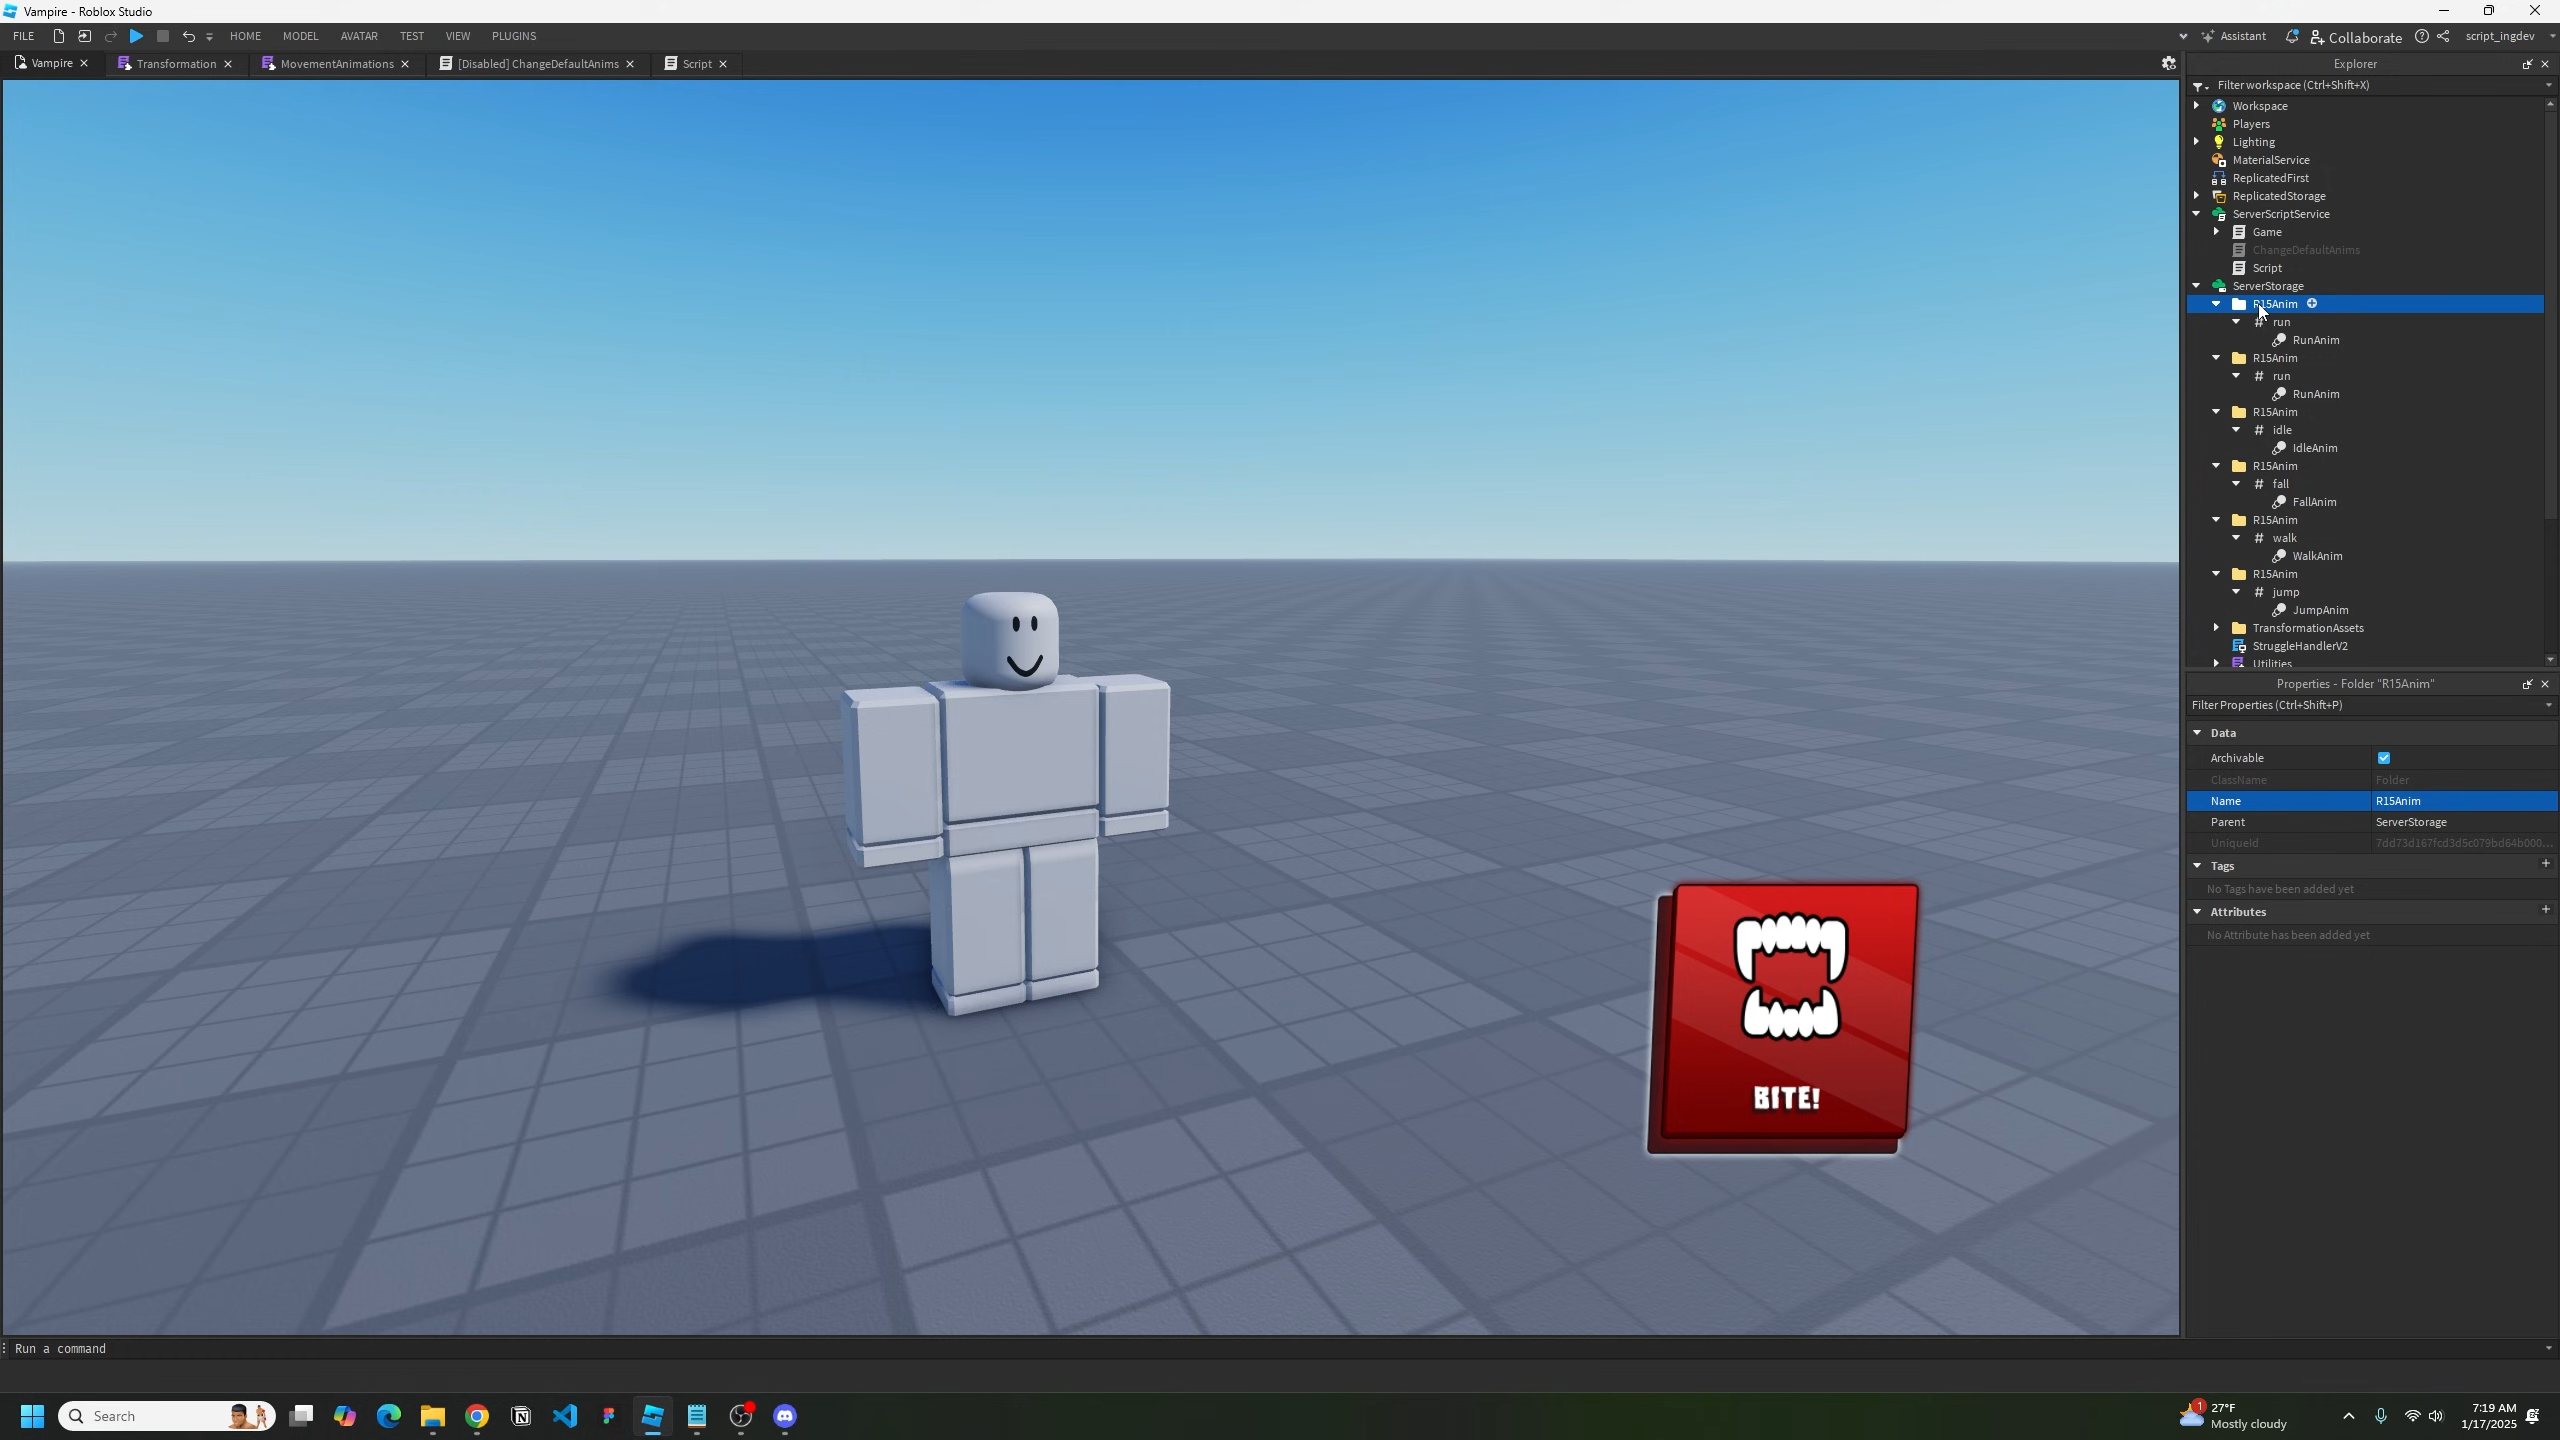 Vampire - Roblox Studio
FILE
HOME
MODEL
AVATAR
TEST
VIEW
PLUGINS
Assistant
Collaborate
script_ingdev
Vampire
Transformation
MovementAnimations
[Disabled] ChangeDefaultAnims
Script
Explorer
Filter workspace (Ctrl+Shift+X)
Workspace
Players
Lighting
MaterialService
ReplicatedFirst
ReplicatedStorage
ServerScriptService
Game
ChangeDefaultAnims
Script
ServerStorage
R15Anim
# run
RunAnim
R15Anim
# run
RunAnim
R15Anim
# idle
IdleAnim
R15Anim
# fall
FallAnim
R15Anim
# walk
WalkAnim
R15Anim
# jump
JumpAnim
TransformationAssets
StruggleHandlerV2
Utilities
Properties - Folder "R15Anim"
Filter Properties (Ctrl+Shift+P)
Data
Archivable
ClassName Folder
Name R15Anim
Parent ServerStorage
UniqueId 7dd73d167fcd3d5c079bd64b000...
Tags
No Tags have been added yet
Attributes
No Attribute has been added yet
BITE!
Run a command
Search
1
27°F
Mostly cloudy
7:19 AM
1/17/2025